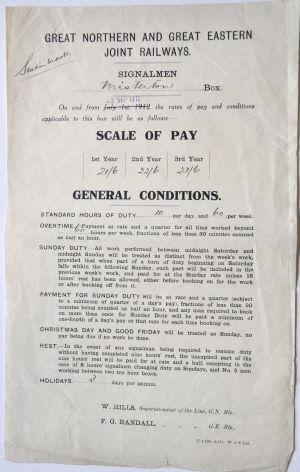 GREAT NORTHERN AND GREAT EASTERN
JOINT RAILWAYS.
SIGNALMEN
Misterton Box.
2 SEP 1912
On and from July 1st, 1912 the rates of pay and conditions
applicable to this box will be as follows:—
SCALE OF PAY
1st Year 2nd Year 3rd Year
21/6 22/6 23/6
GENERAL CONDITIONS.
STANDARD HOURS OF DUTY. 10 per day, and 60 per week.
OVERTIME.—Payment at rate and a quarter for all time worked beyond
60 hours per week, fractions of less than 30 minutes counted
as half an hour.
SUNDAY DUTY.—All work performed between midnight Saturday and
midnight Sunday will be treated as distinct from the week's work,
provided that when part of a turn of duty beginning on Saturday
falls within the following Sunday, such part will be included in the
previous week's work, and paid for at the Sunday rate unless 18
hours rest has been allowed, either before booking on for the work
or after booking off from it.
PAYMENT FOR SUNDAY DUTY will be at rate and a quarter subject
to a minimum of quarter of a day's pay, fractions of less than 30
minutes being counted as half an hour, and any man required to book
on more than once for Sunday Duty will be paid a minimum of
one-fourth of a day's pay at that rate for each time booking on.
CHRISTMAS DAY AND GOOD FRIDAY will be treated as Sunday, no
pay being due if no work be done.
REST.—In the event of any signalman being required to resume duty
without having completed nine hours' rest, the unexpired part of the
nine hours' rest will be paid for at rate and a half, excepting in the
case of 8 hours' signalmen changing duty on Sundays, and No. 5 men
working between two ten hour boxes.
HOLIDAYS. days per annum.
W. HILLS, Superintendent of the Line, G.N. Rly.
F. G. RANDALL, „ „ „ G.E. Rly.
W. & S. Ltd.